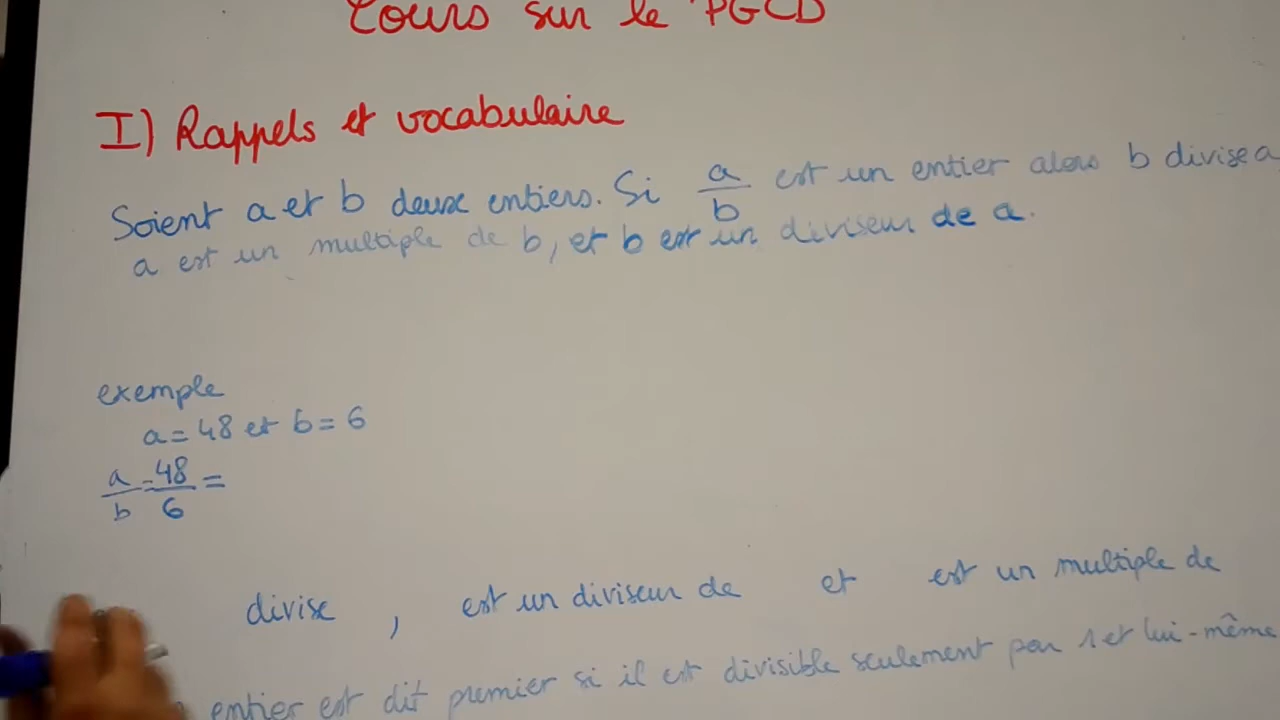 Cours sur le PGCD
I) Rappels et vocabulaire
Soient a et b deux entiers. Si a/b est un entier alors b divise a
a est un multiple de b, et b est un diviseur de a.
exemple
a = 48 et b = 6
a/b = 48/6 =
divise , est un diviseur de et est un multiple de
entier est dit premier si il est divisible seulement par 1 et lui-même